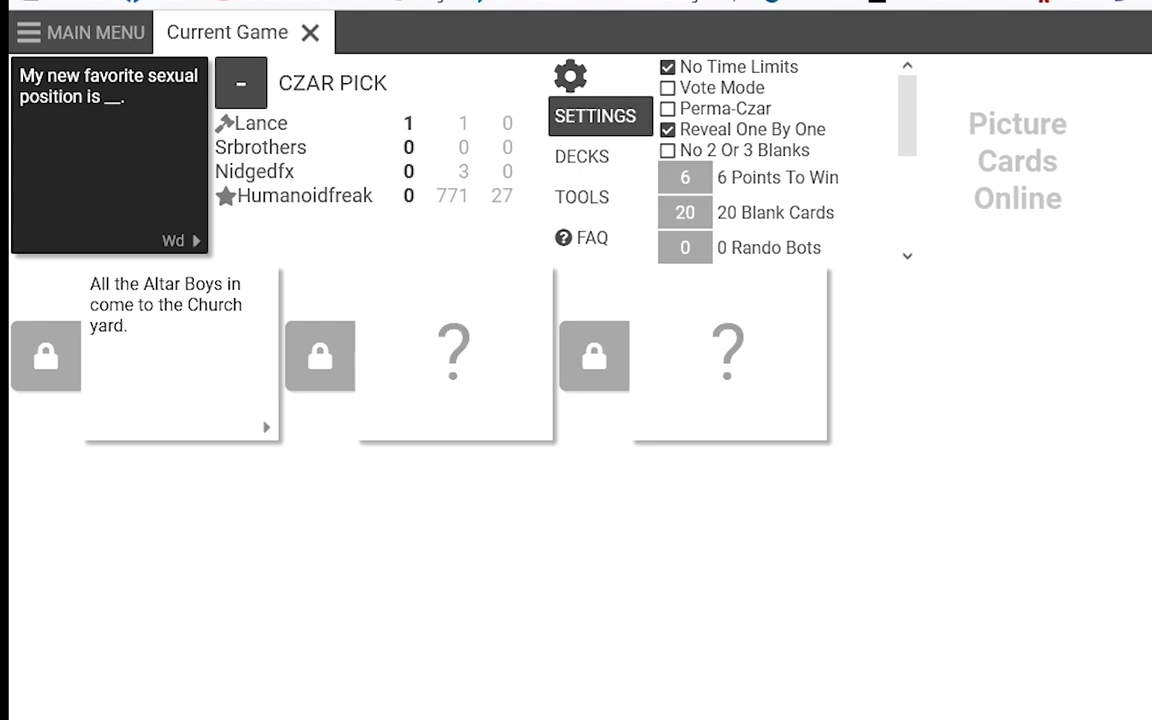 MAIN MENU
Current Game
My new favorite sexual
position is __.
Wd
-
CZAR PICK
Lance 1 1 0
Srbrothers 0 0 0
Nidgedfx 0 3 0
Humanoidfreak 0 771 27
SETTINGS
DECKS
TOOLS
? FAQ
No Time Limits
Vote Mode
Perma-Czar
Reveal One By One
No 2 Or 3 Blanks
6 6 Points To Win
20 20 Blank Cards
0 0 Rando Bots
Picture
Cards
Online
All the Altar Boys in
come to the Church
yard.
?
?